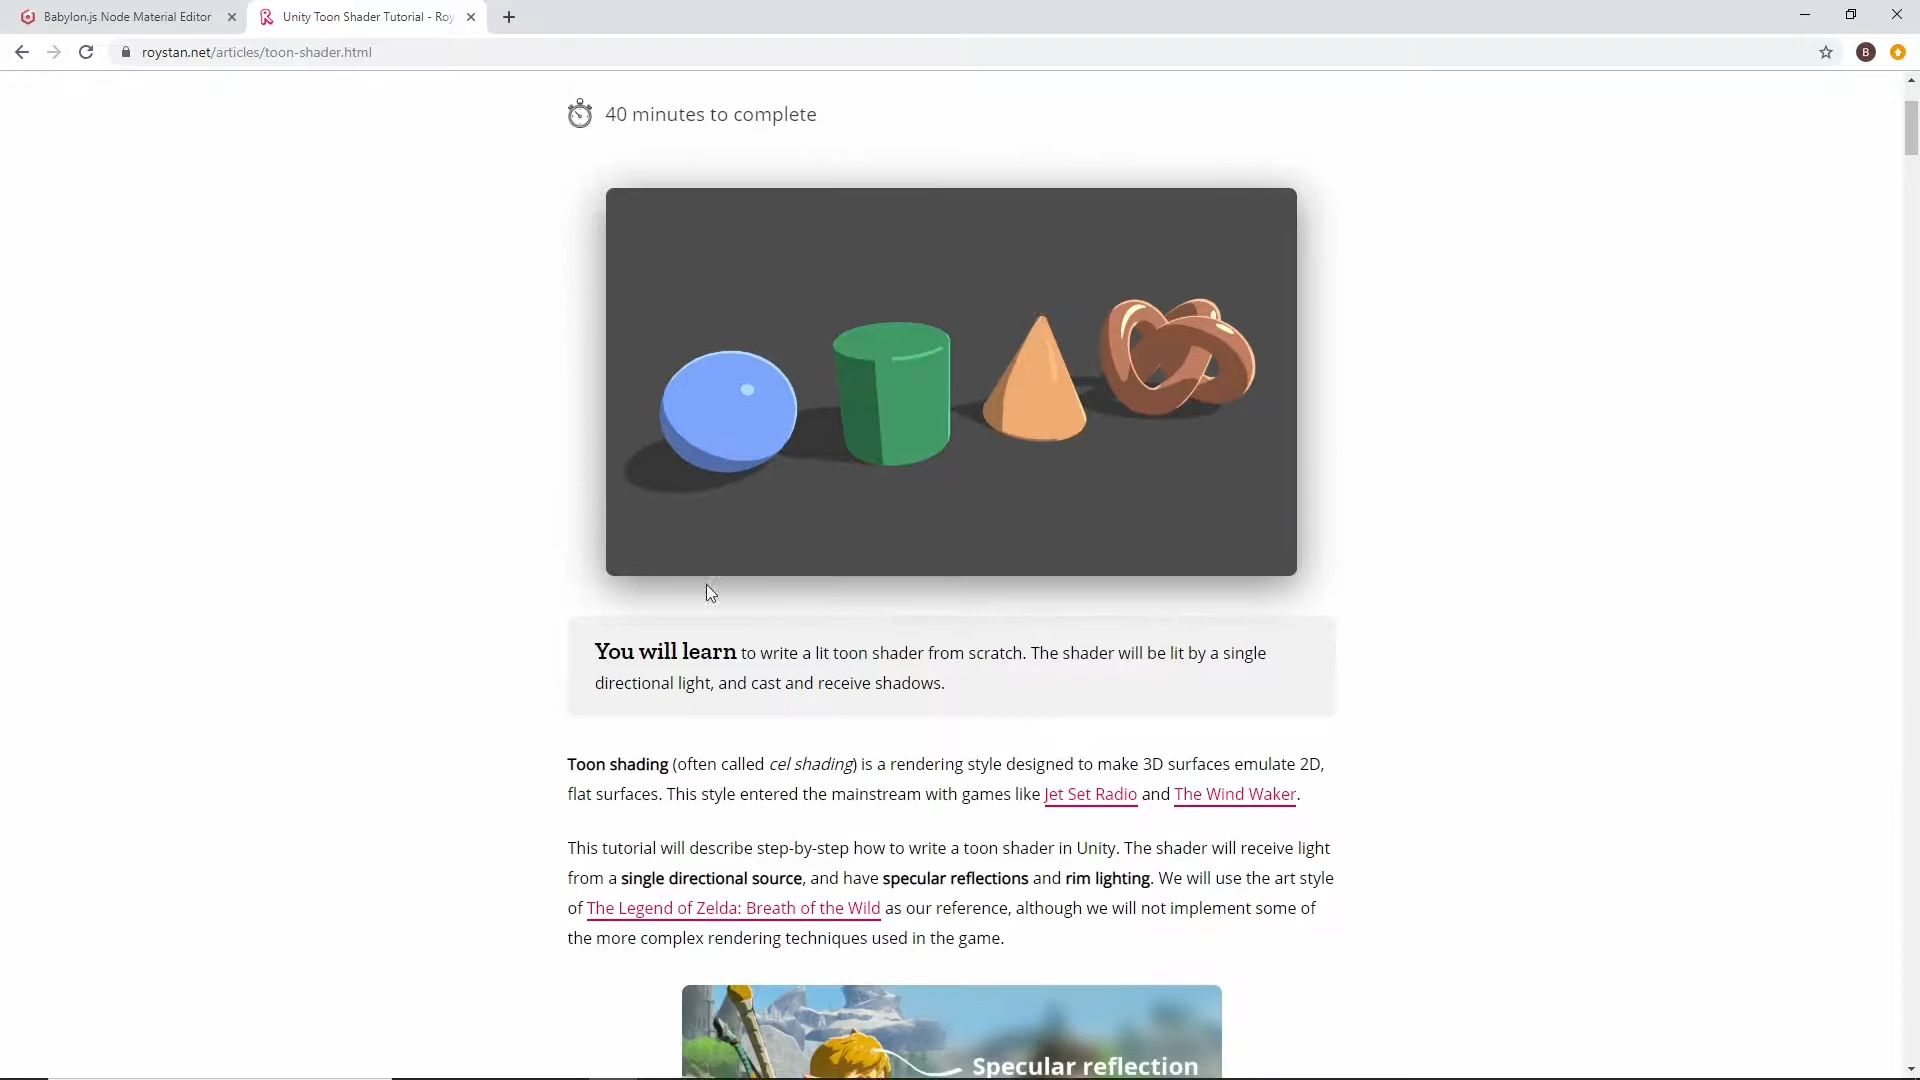 Babylon.js Node Material Editor
Unity Toon Shader Tutorial - Roy
roystan.net/articles/toon-shader.html
B
40 minutes to complete
You will learn to write a lit toon shader from scratch. The shader will be lit by a single
directional light, and cast and receive shadows.
Toon shading (often called cel shading) is a rendering style designed to make 3D surfaces emulate 2D,
flat surfaces. This style entered the mainstream with games like Jet Set Radio and The Wind Waker.
This tutorial will describe step-by-step how to write a toon shader in Unity. The shader will receive light
from a single directional source, and have specular reflections and rim lighting. We will use the art style
of The Legend of Zelda: Breath of the Wild as our reference, although we will not implement some of
the more complex rendering techniques used in the game.
Specular reflection